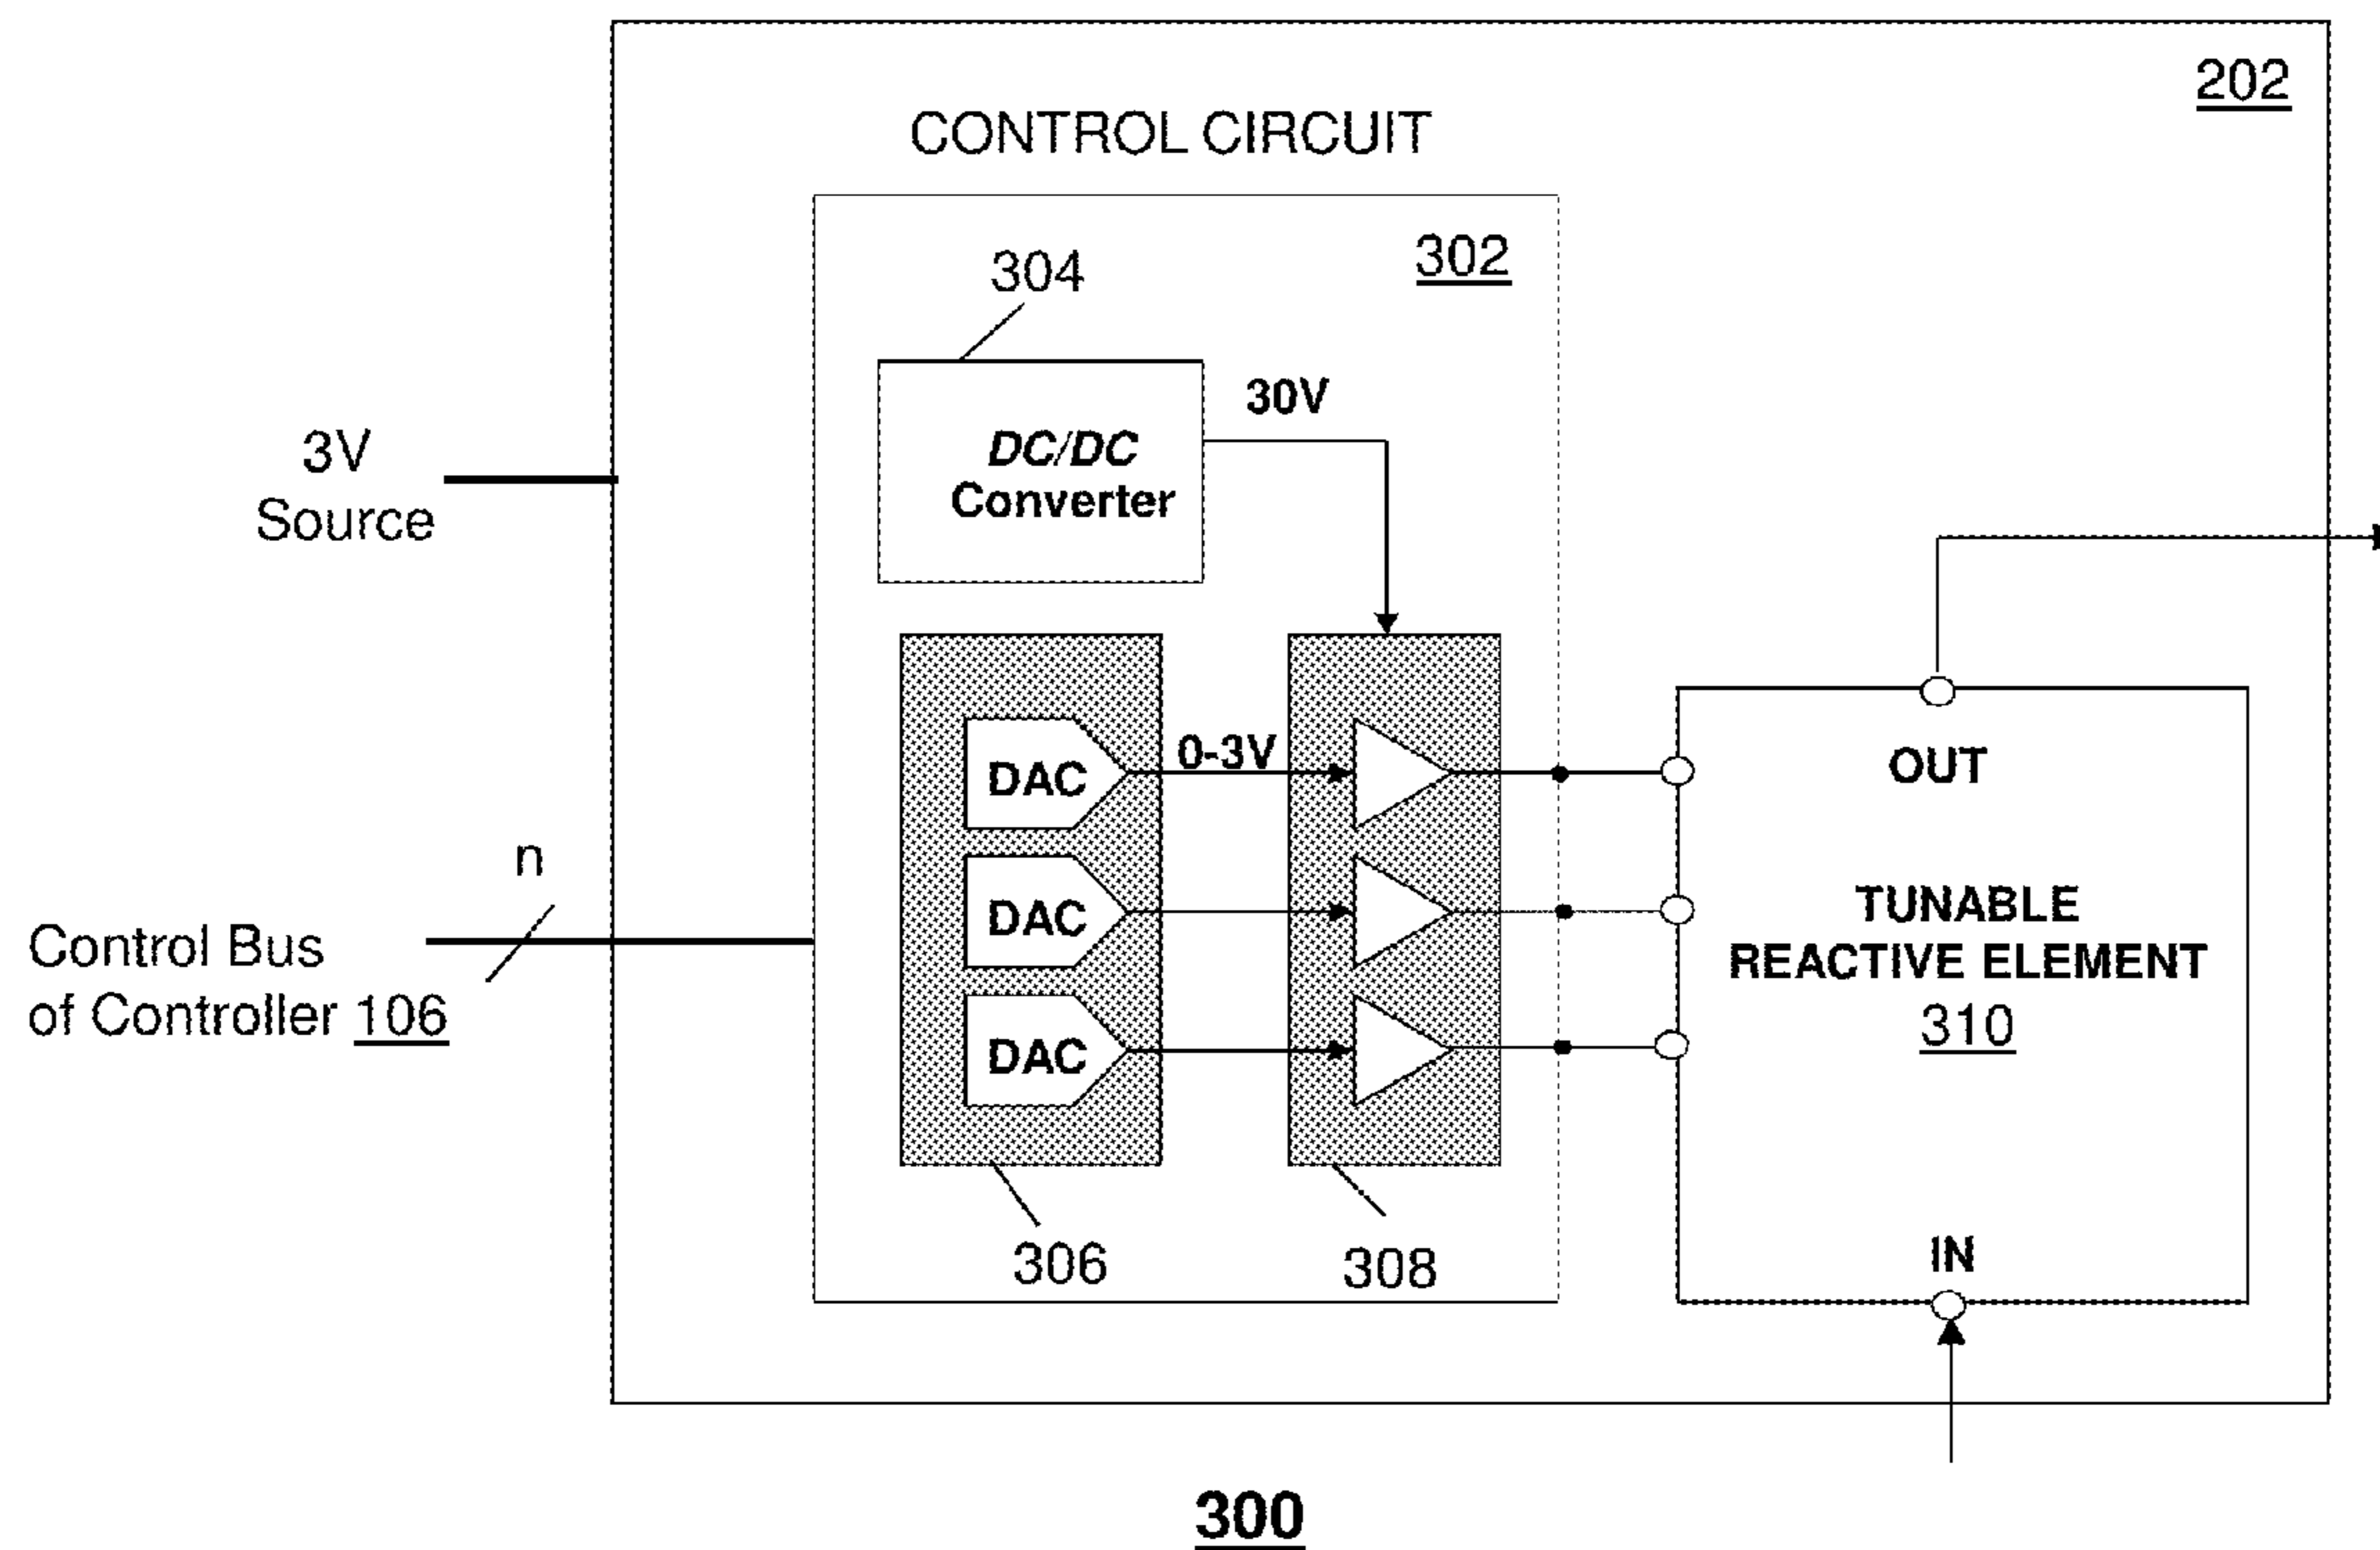 202
CONTROL CIRCUIT
302
304
30V
DC/DC
Converter
3V
Source
0-3V
DAC
OUT
n
DAC
TUNABLE
REACTIVE ELEMENT
310
Control Bus
of Controller 106
DAC
IN
306
308
300